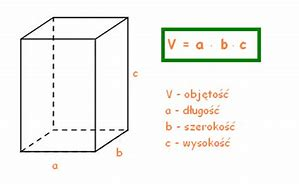 V = a · b · c
c
V - objętość
a - długość
b - szerokość
c - wysokość
b
a